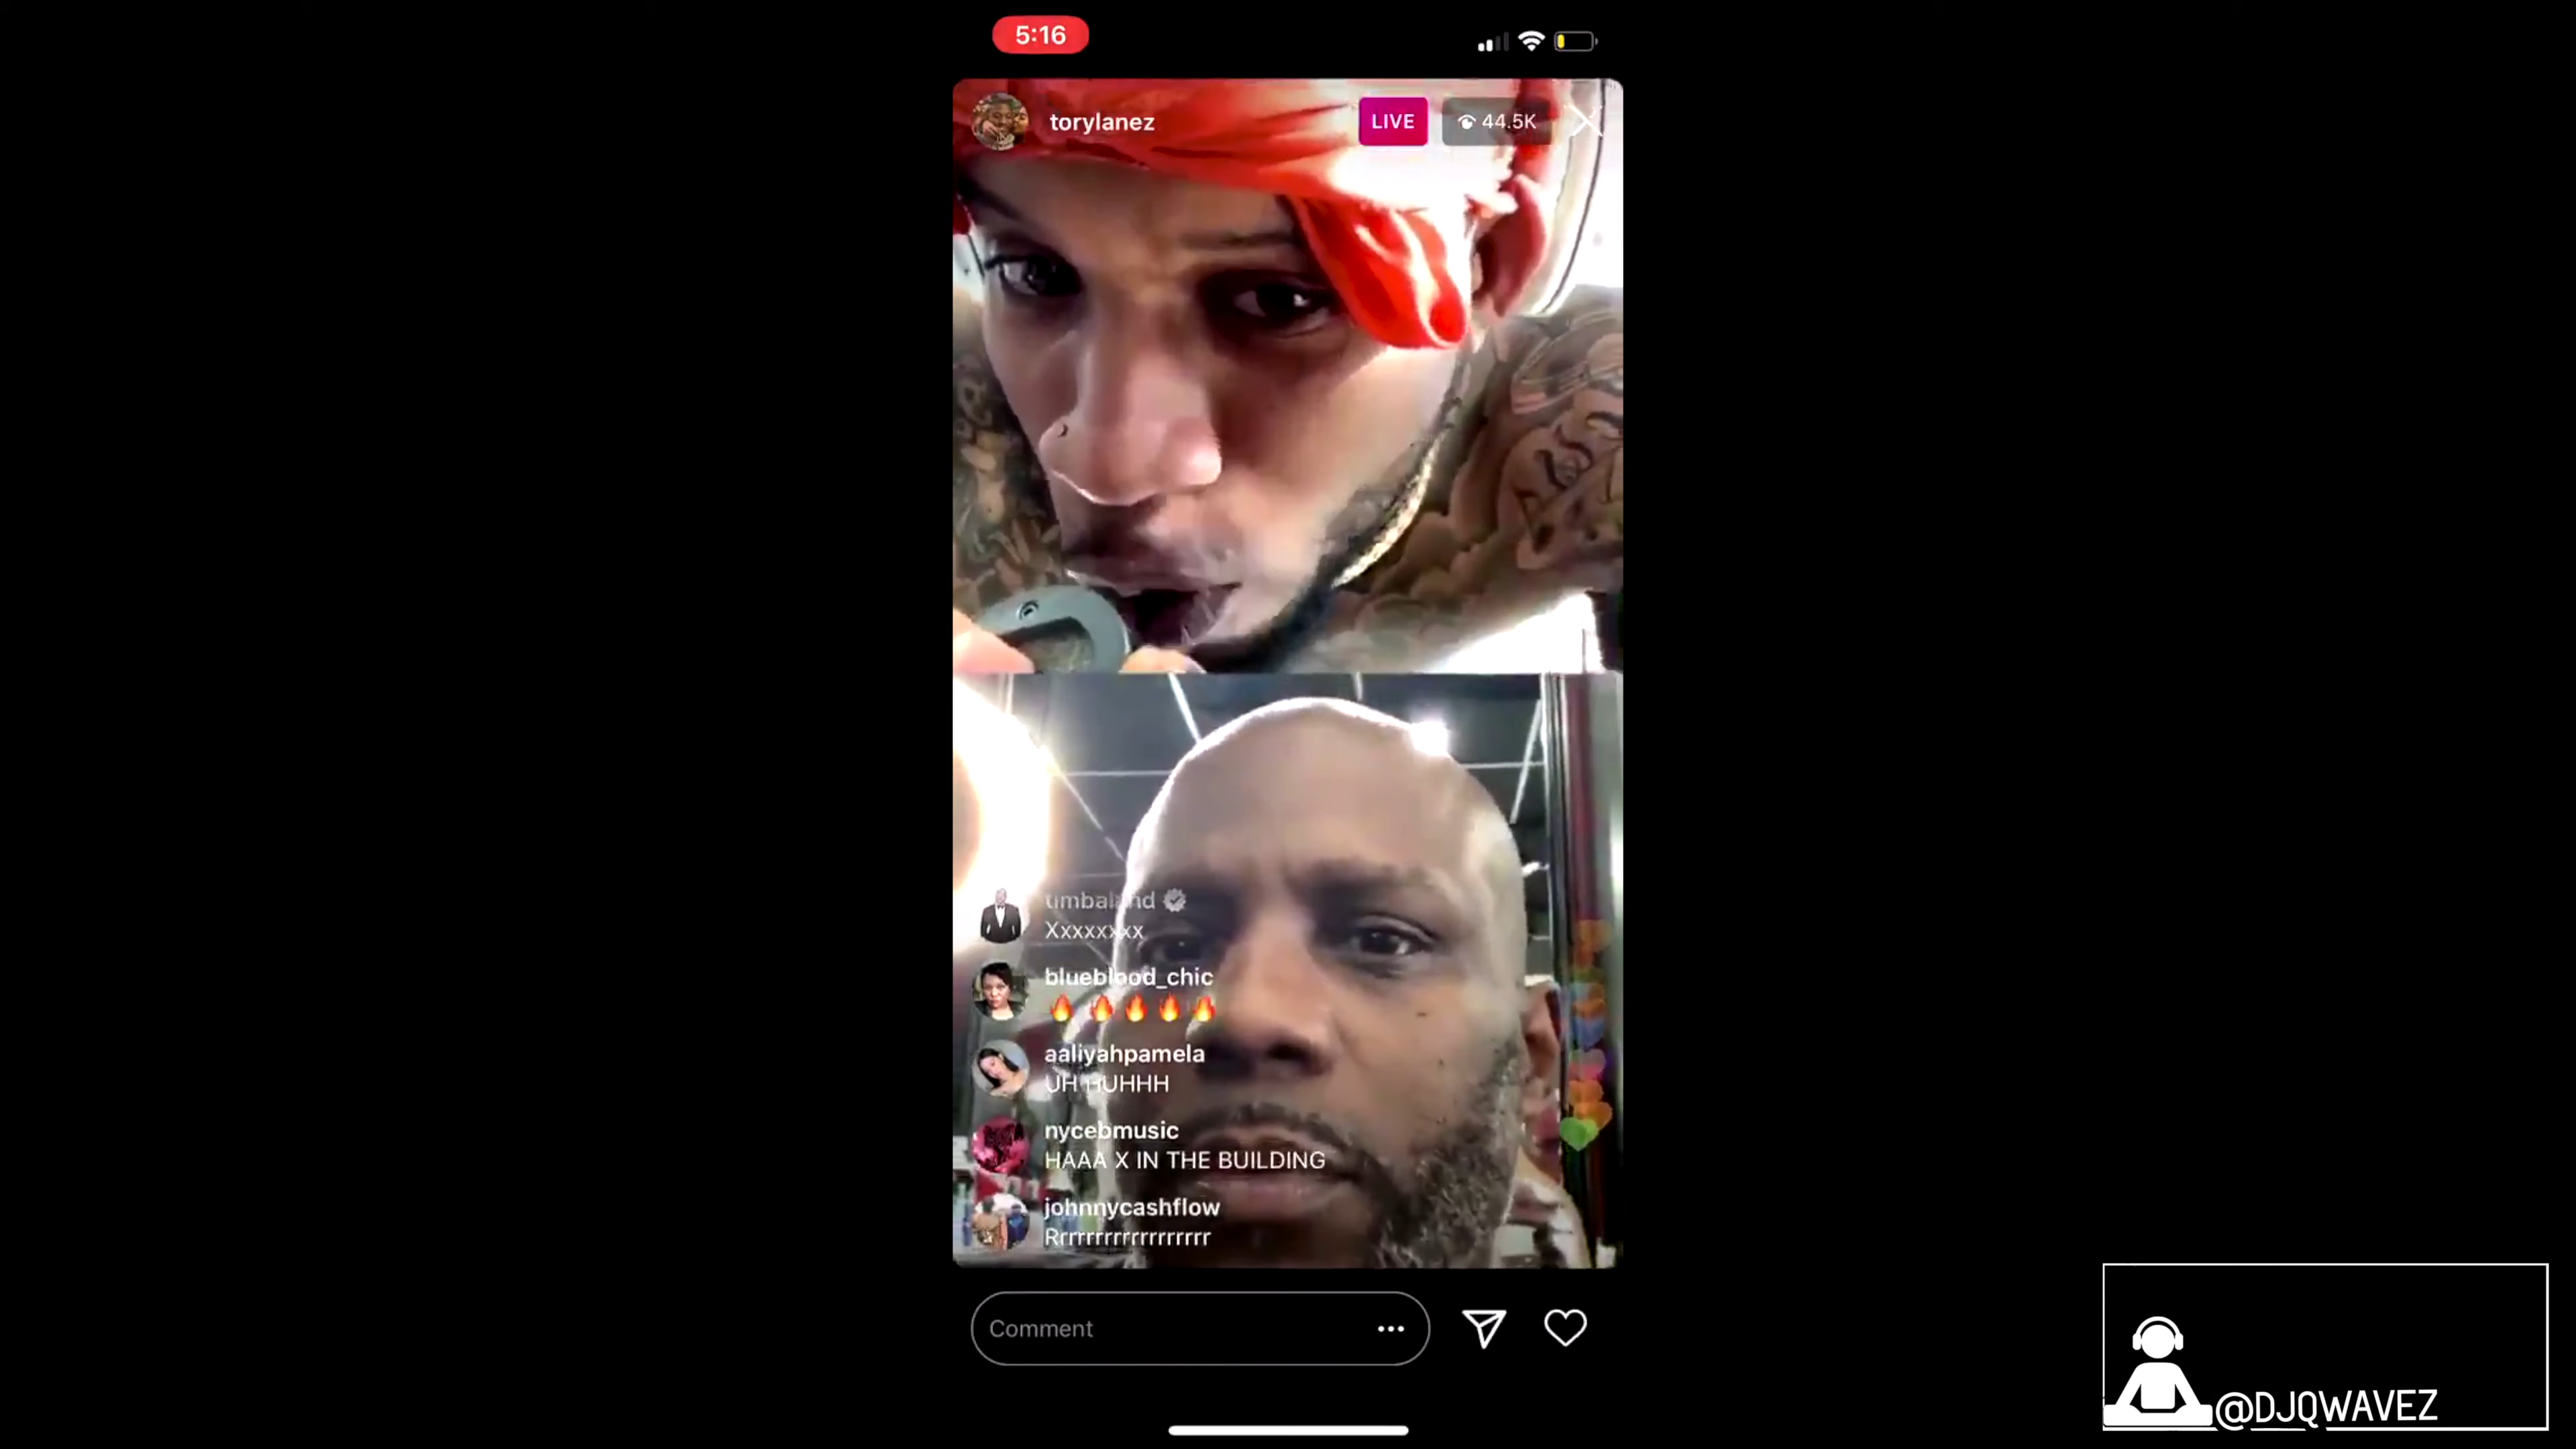 5:16
torylanez
LIVE
44.5K
timbaland
Xxxxxxxx
blueblood_chic
🔥 🔥 🔥 🔥 🔥
aaliyahpamela
UH HUHHH
nycebmusic
HAAA X IN THE BUILDING
johnnycashflow
Rrrrrrrrrrrrrrrrrr
Comment
@DJQWAVEZ